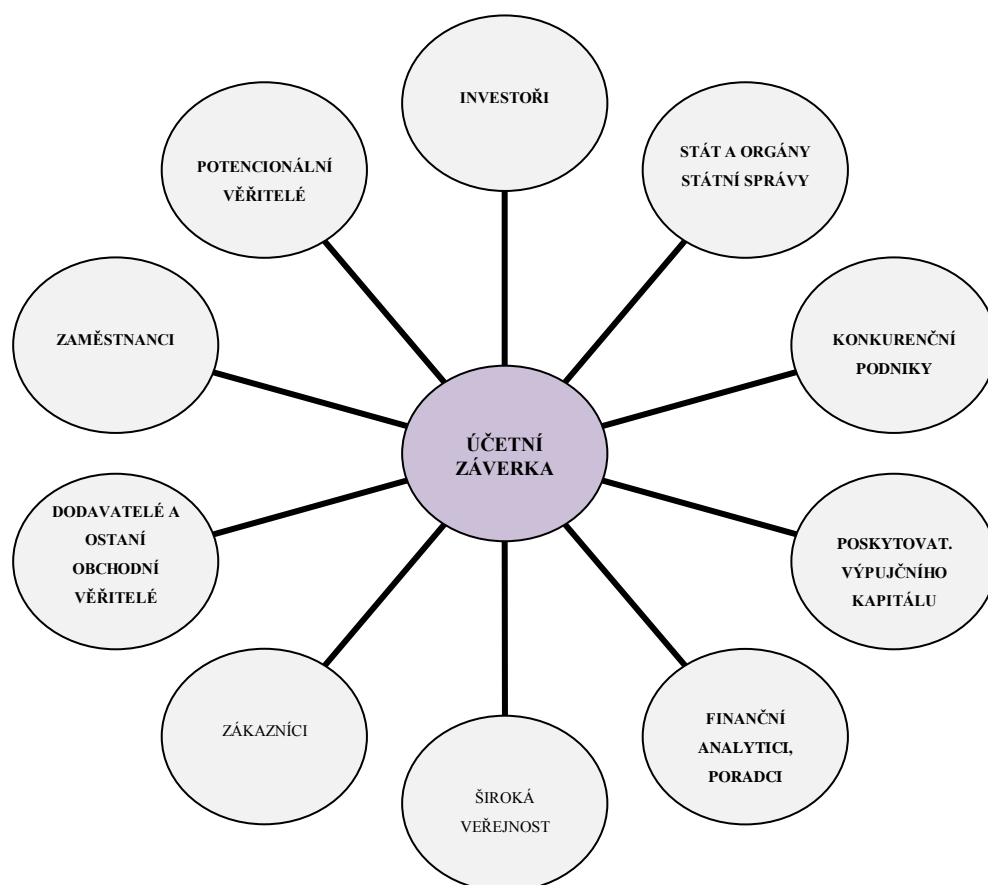 INVESTOŘI
STÁT A ORGÁNY
STÁTNÍ SPRÁVY
KONKURENČNÍ
PODNIKY
POSKYTOVAT.
VÝPUJČNÍHO
KAPITÁLU
FINANČNÍ
ANALYTICI,
PORADCI
ŠIROKÁ
VEŘEJNOST
ZÁKAZNÍCI
DODAVATELÉ A
OSTANÍ
OBCHODNÍ
VĚŘITELÉ
ZAMĚSTNANCI
POTENCIONÁLNÍ
VĚŘITELÉ
ÚČETNÍ
ZÁVERKA